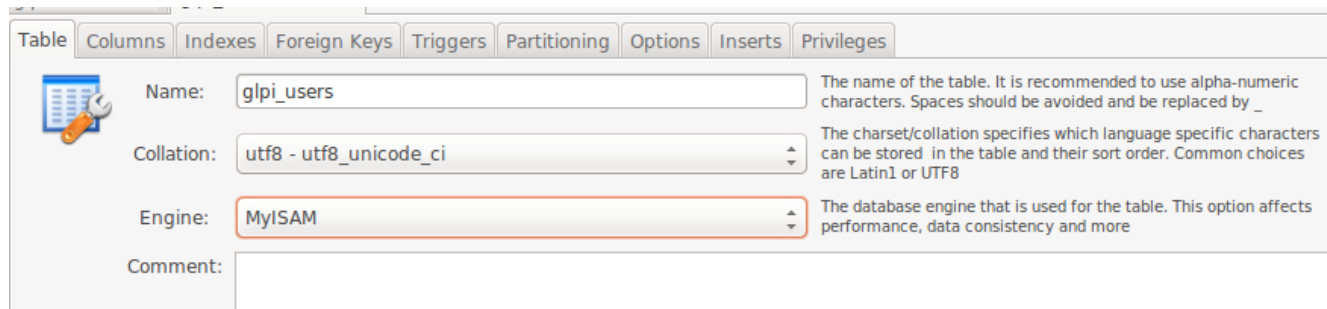 Table Columns Indexes Foreign Keys Triggers Partitioning Options Inserts Privileges
Name:
glpi_users
The name of the table. It is recommended to use alpha-numeric
characters. Spaces should be avoided and be replaced by _
Collation:
utf8 - utf8_unicode_ci
The charset/collation specifies which language specific characters
can be stored in the table and their sort order. Common choices
are Latin1 or UTF8
Engine:
MyISAM
The database engine that is used for the table. This option affects
performance, data consistency and more
Comment: